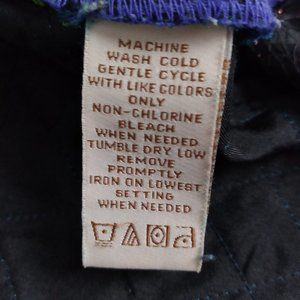 MACHINE
WASH COLD
GENTLE CYCLE
WITH LIKE COLORS
ONLY
NON-CHLORINE
BLEACH
WHEN NEEDED
TUMBLE DRY LOW
REMOVE
PROMPTLY
IRON ON LOWEST
SETTING
WHEN NEEDED